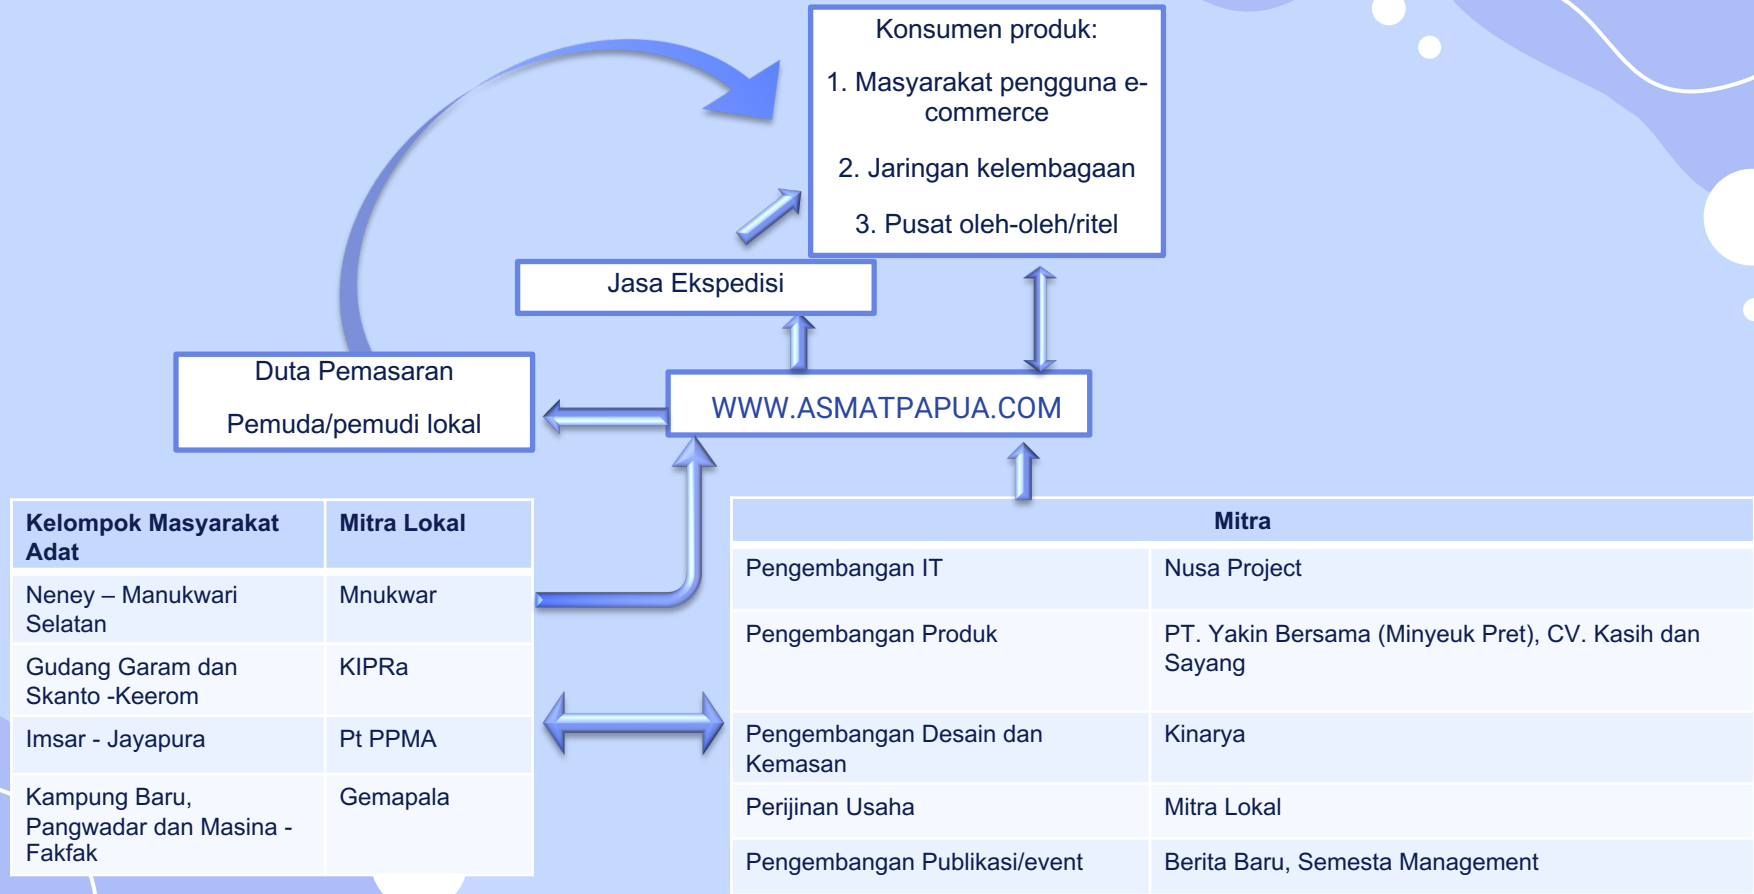 Konsumen produk:
1. Masyarakat pengguna e-
commerce
2. Jaringan kelembagaan
3. Pusat oleh-oleh/ritel
Jasa Ekspedisi
Duta Pemasaran
Pemuda/pemudi lokal
WWW.ASMATPAPUA.COM
Kelompok Masyarakat
Adat
Mitra Lokal
Neney – Manukwari
Selatan
Mnukwar
Gudang Garam dan
Skanto -Keerom
KIPRa
Imsar - Jayapura
Pt PPMA
Kampung Baru,
Pangwadar dan Masina -
Fakfak
Gemapala
Mitra
Pengembangan IT
Nusa Project
Pengembangan Produk
PT. Yakin Bersama (Minyeuk Pret), CV. Kasih dan
Sayang
Pengembangan Desain dan
Kemasan
Kinarya
Perijinan Usaha
Mitra Lokal
Pengembangan Publikasi/event
Berita Baru, Semesta Management